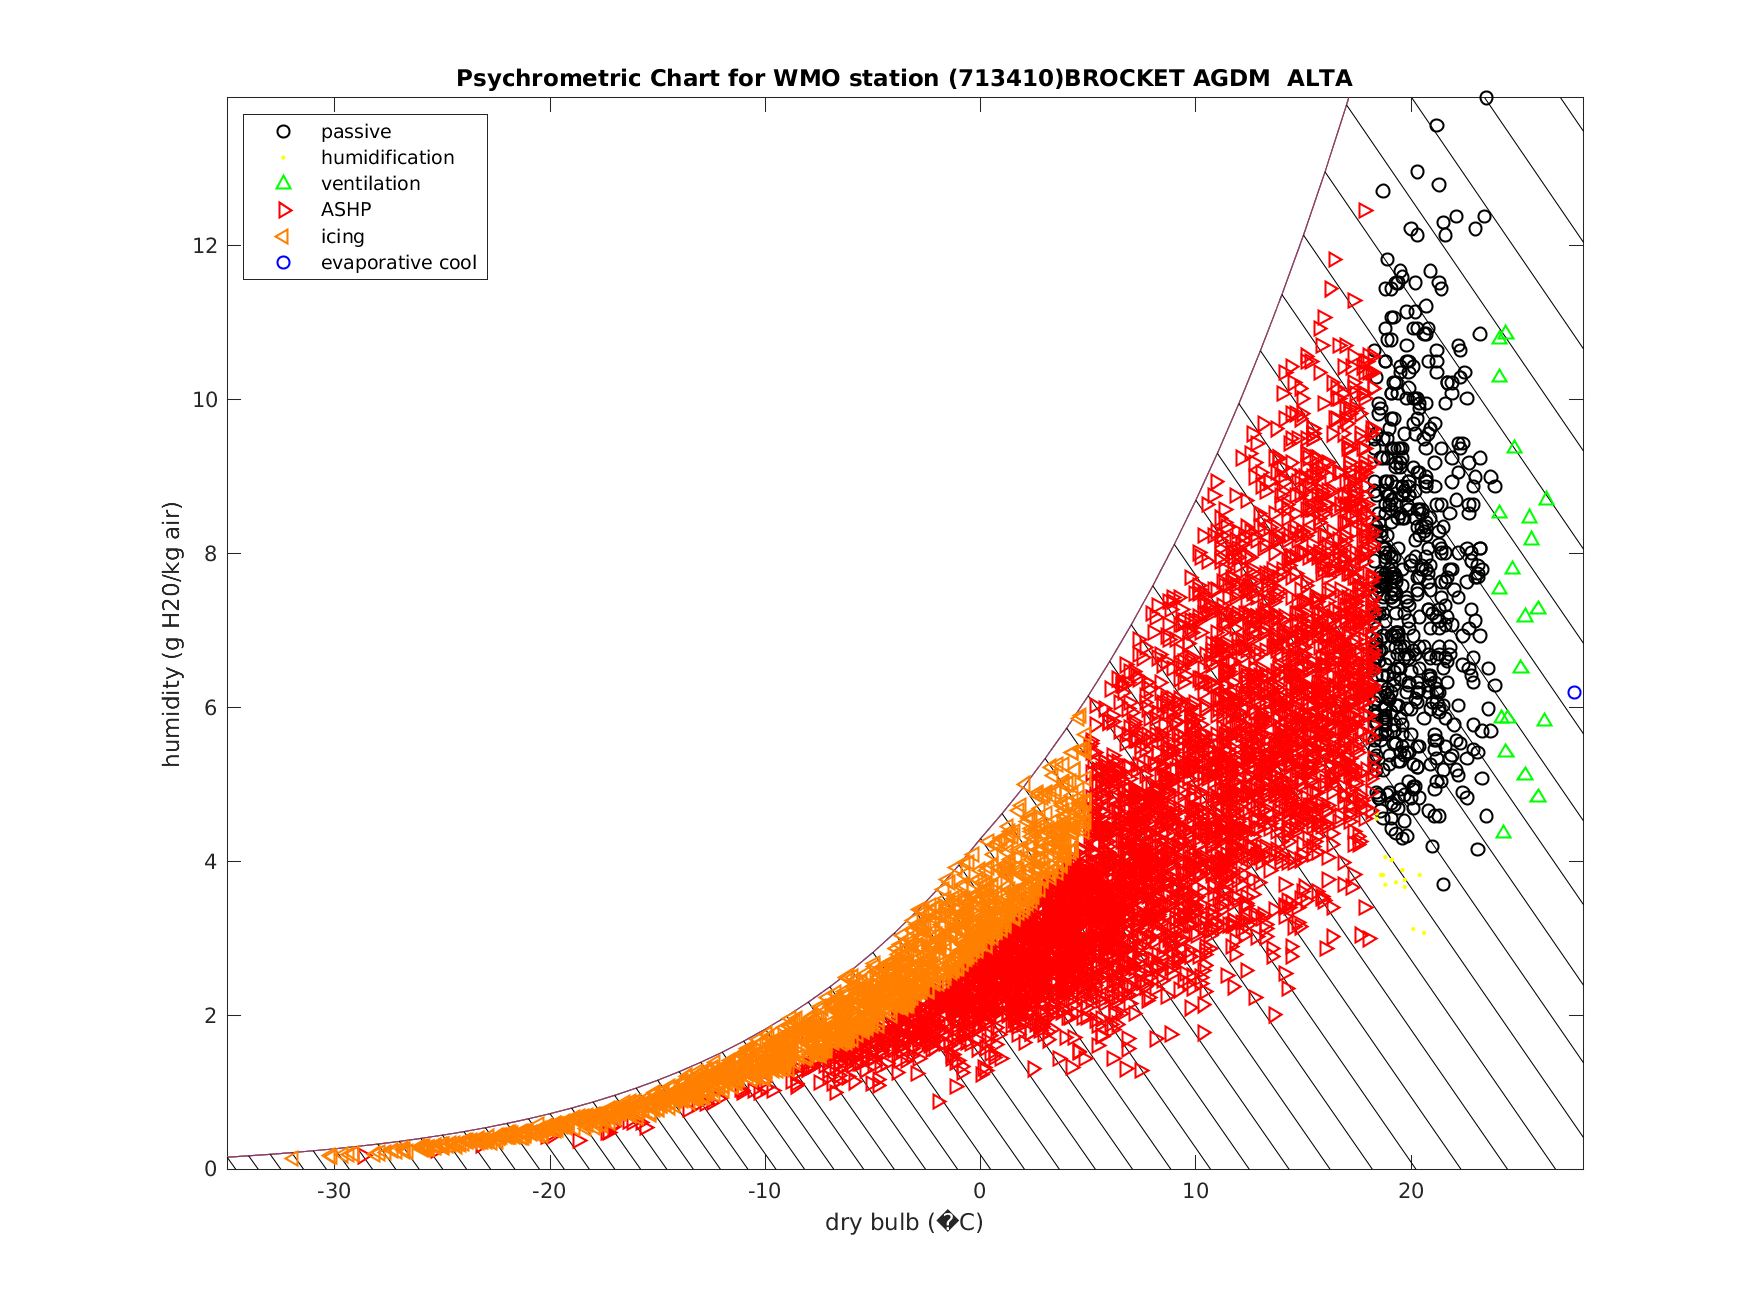 Psychrometric Chart for WMO station (713410)BROCKET AGDM ALTA
passive
humidification
ventilation
ASHP
icing
evaporative cool
humidity (g H20/kg air)
12
10
8
6
4
2
0
-30 -20 -10 0 10 20
dry bulb (�C)